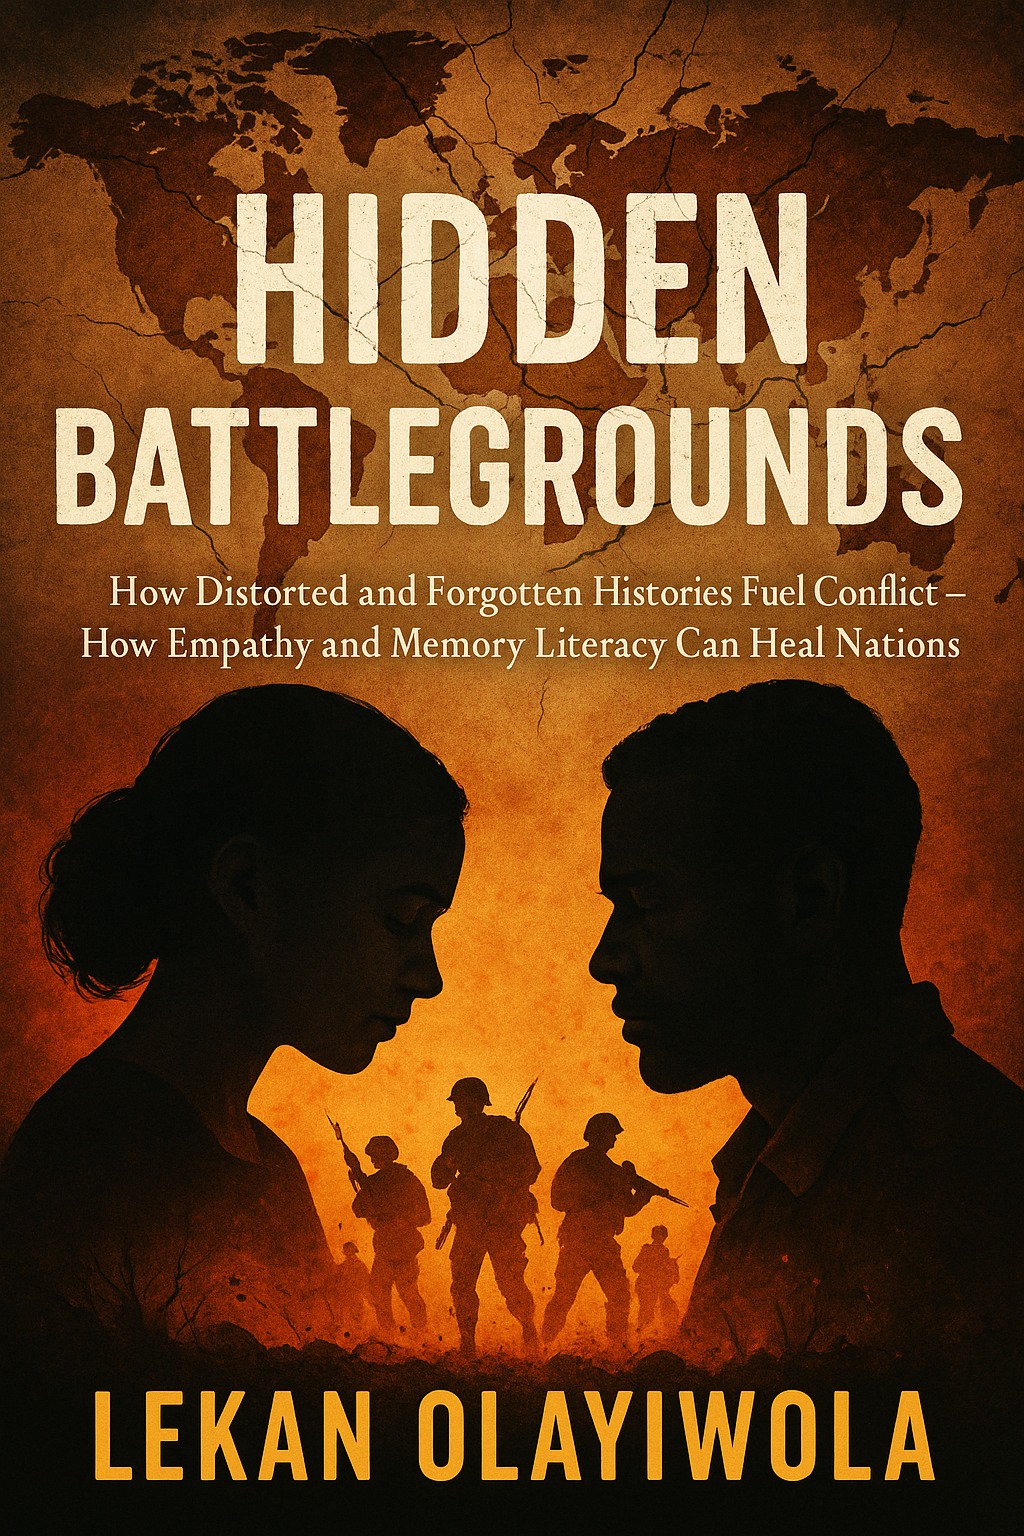 HIDDEN
BATTLEGROUNDS
How Distorted and Forgotten Histories Fuel Conflict –
How Empathy and Memory Literacy Can Heal Nations
LEKAN OLAYIWOLA